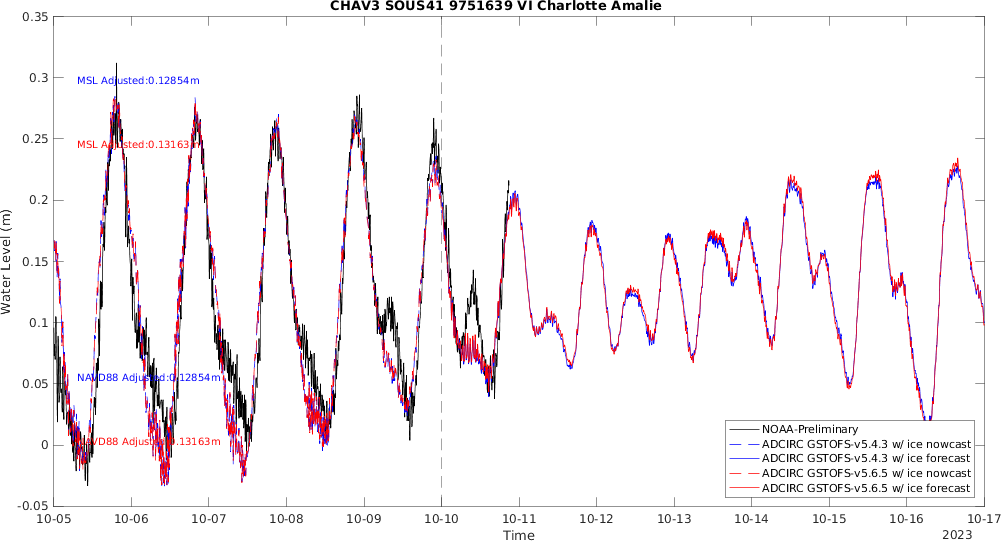 CHAV3 SOUS41 9751639 VI Charlotte Amalie
0.35
0.3
0.25
0.2
0.15
0.1
0.05
0
-0.05
Water Level (m)
MSL Adjusted:0.12854m
MSL Adjusted:0.13163m
NAVD88 Adjusted:0.12854m
NAVD88 Adjusted:0.13163m
NOAA-Preliminary
ADCIRC GSTOFS-v5.4.3 w/ ice nowcast
ADCIRC GSTOFS-v5.4.3 w/ ice forecast
ADCIRC GSTOFS-v5.6.5 w/ ice nowcast
ADCIRC GSTOFS-v5.6.5 w/ ice forecast
10-05 10-06 10-07 10-08 10-09 10-10 10-11 10-12 10-13 10-14 10-15 10-16 10-17
Time
2023